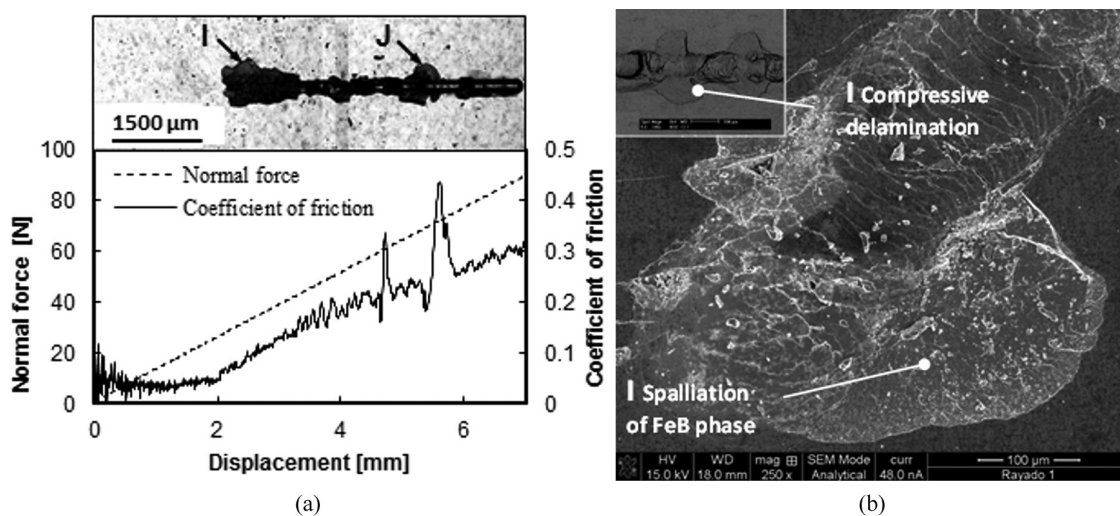 I
J
1500 μm
100
80
60
40
20
0
Normal force [N]
Normal force
Coefficient of friction
0.5
0.4
0.3
0.2
0.1
0
Coefficient of friction
0 2 4 6
Displacement [mm]
(a)
I Compressive
delamination
I Spalliation
of FeB phase
HV WD mag ⊞ SEM Mode curr
15.0 kV 18.0 mm 250 x Analytical 48.0 nA
100 μm
Rayado 1
(b)